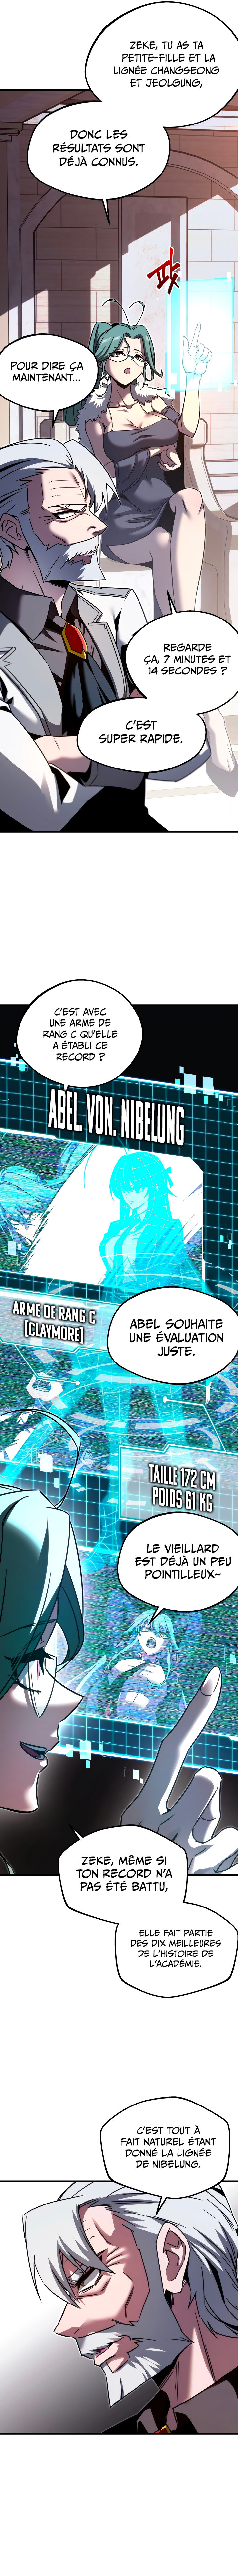 ZEKE, TU AS TA
PETITE-FILLE ET LA
LIGNÉE CHANGSEONG
ET JEOLGUNG,
DONC LES
RÉSULTATS SONT
DÉJÀ CONNUS.
POUR DIRE ÇA
MAINTENANT...
REGARDE
ÇA, 7 MINUTES ET
14 SECONDES ?
C'EST
SUPER RAPIDE.
C'EST AVEC
UNE ARME DE
RANG C QU'ELLE
A ÉTABLI CE
RECORD ?
ABEL. VON. NIBELUNG
ARME DE RANG C
[CLAYMORE]
ABEL SOUHAITE
UNE ÉVALUATION
JUSTE.
TAILLE 172 CM
POIDS 61 KG
LE VIEILLARD
EST DÉJÀ UN PEU
POINTILLEUX~
ZEKE, MÊME SI
TON RECORD N'A
PAS ÉTÉ BATTU,
ELLE FAIT PARTIE
DES DIX MEILLEURES
DE L'HISTOIRE DE
L'ACADÉMIE.
C'EST TOUT À
FAIT NATUREL ÉTANT
DONNÉ LA LIGNÉE
DE NIBELUNG.